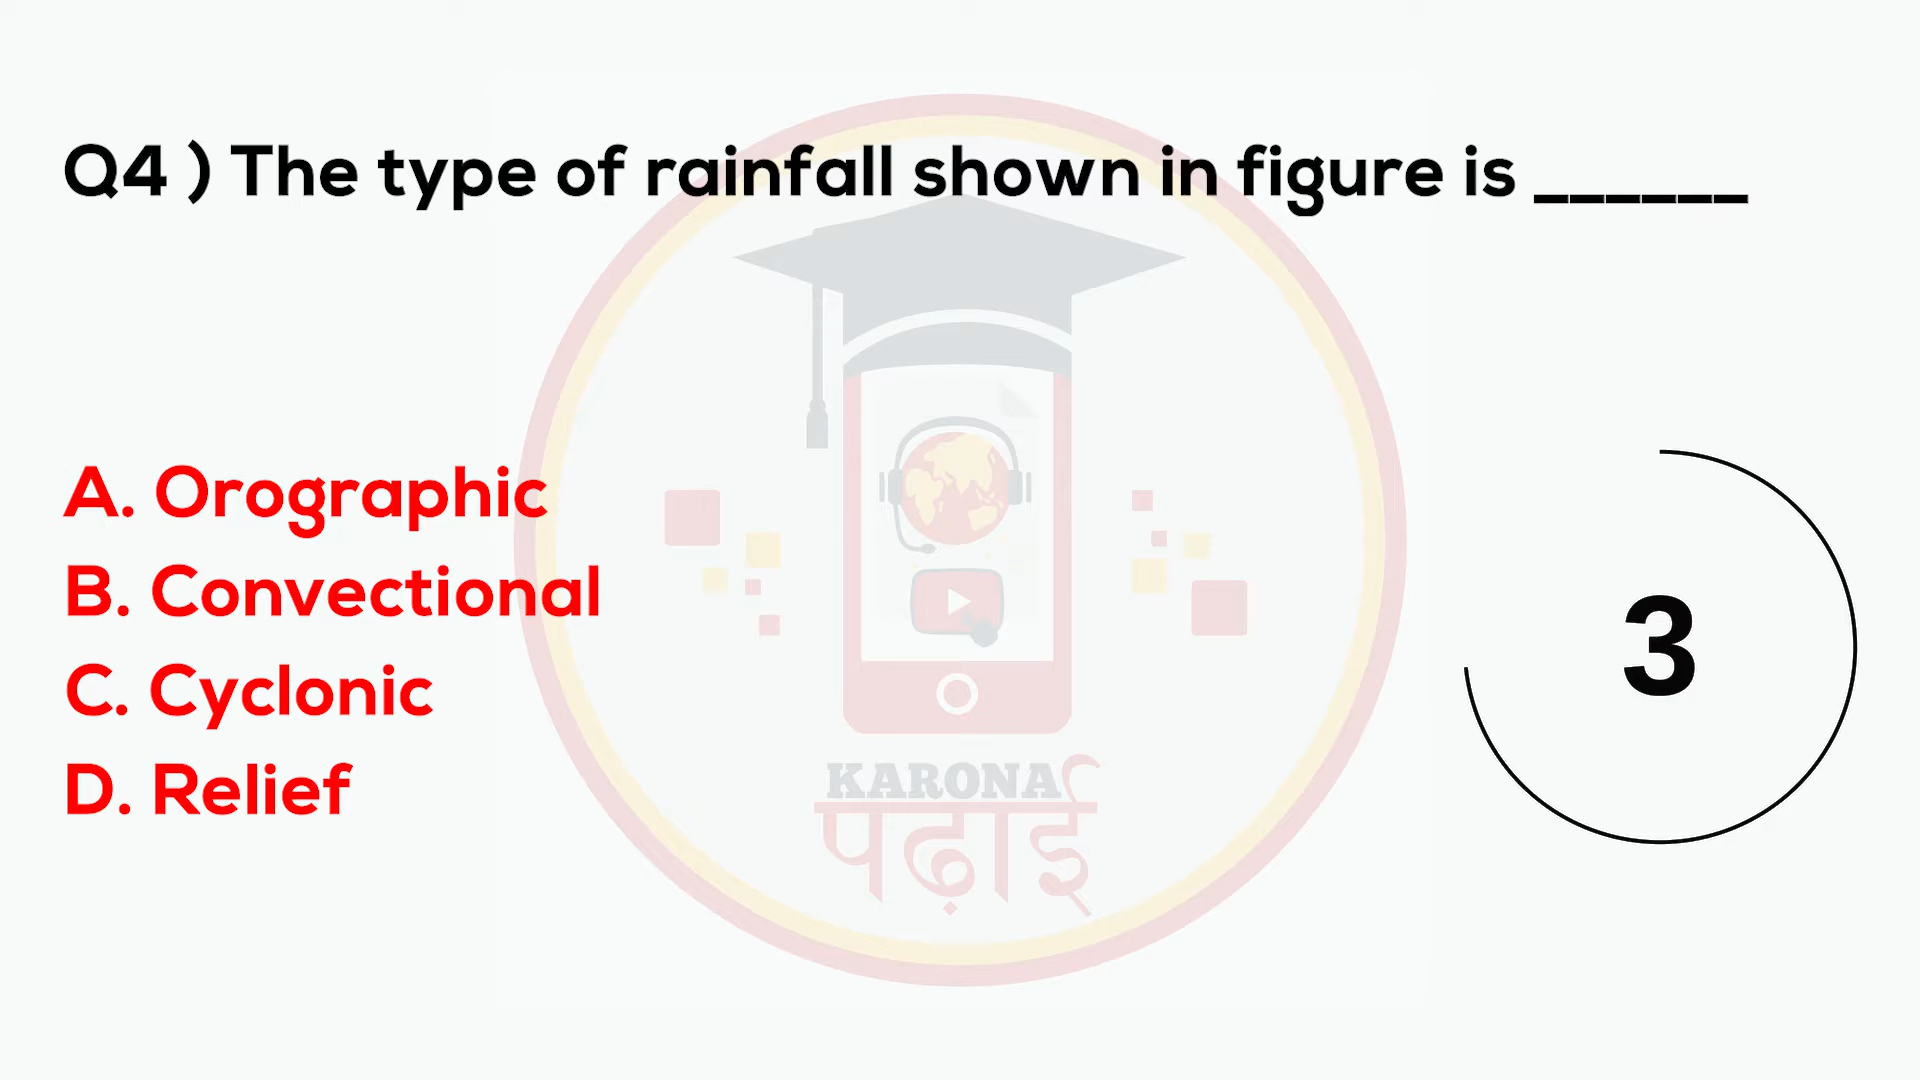 Q4 ) The type of rainfall shown in figure is ______
A. Orographic
B. Convectional
C. Cyclonic
D. Relief
3
KARONA
पढ़ाई